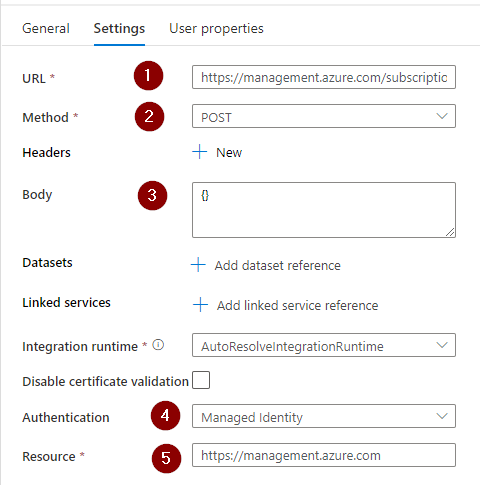 General Settings User properties
URL * 1 https://management.azure.com/subscriptio
Method * 2 POST
Headers + New
Body 3 {}
Datasets + Add dataset reference
Linked services + Add linked service reference
Integration runtime * AutoResolveIntegrationRuntime
Disable certificate validation
Authentication 4 Managed Identity
Resource * 5 https://management.azure.com